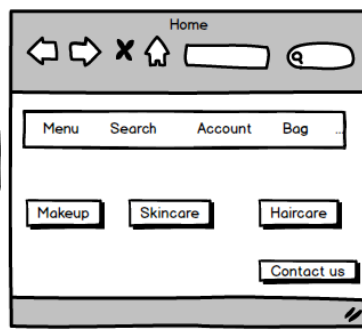 Home
Menu Search Account Bag ...
Makeup Skincare Haircare
Contact us